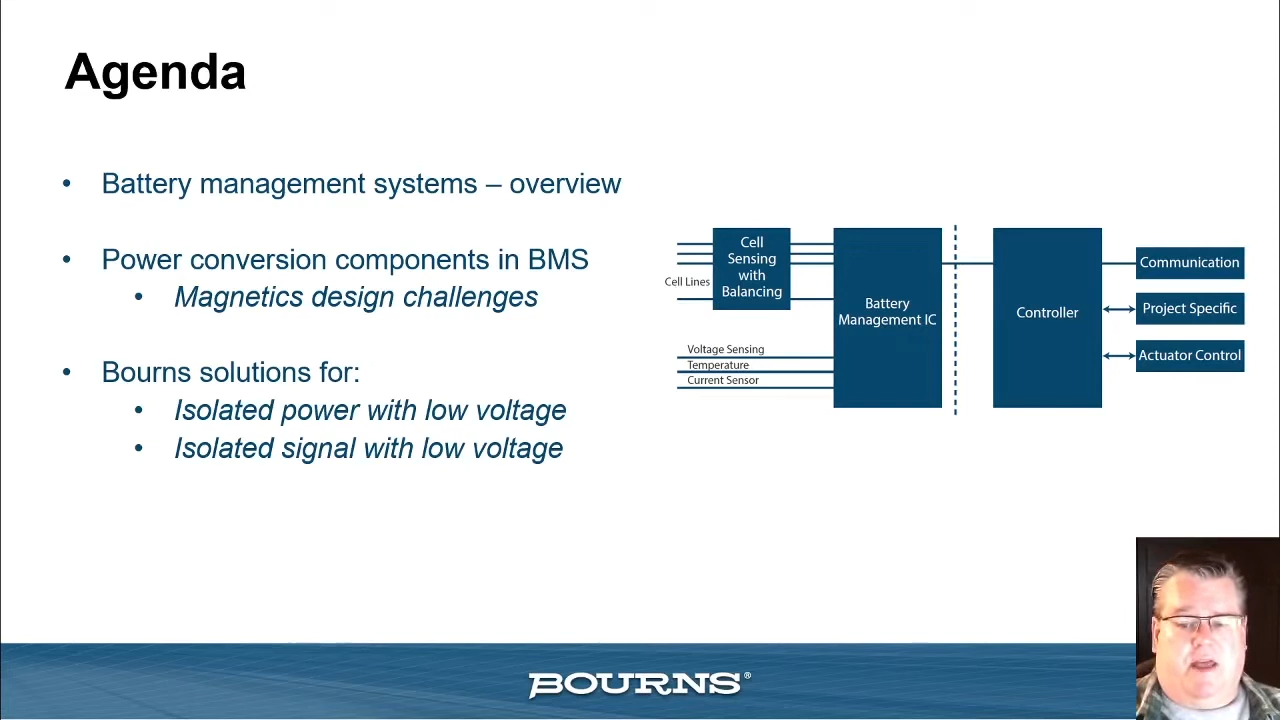 Agenda
• Battery management systems – overview
• Power conversion components in BMS
• Magnetics design challenges
• Bourns solutions for:
• Isolated power with low voltage
• Isolated signal with low voltage
Cell
Sensing
with
Balancing
Cell Lines
Voltage Sensing
Temperature
Current Sensor
Battery
Management IC
Controller
Communication
Project Specific
Actuator Control
BOURNS®